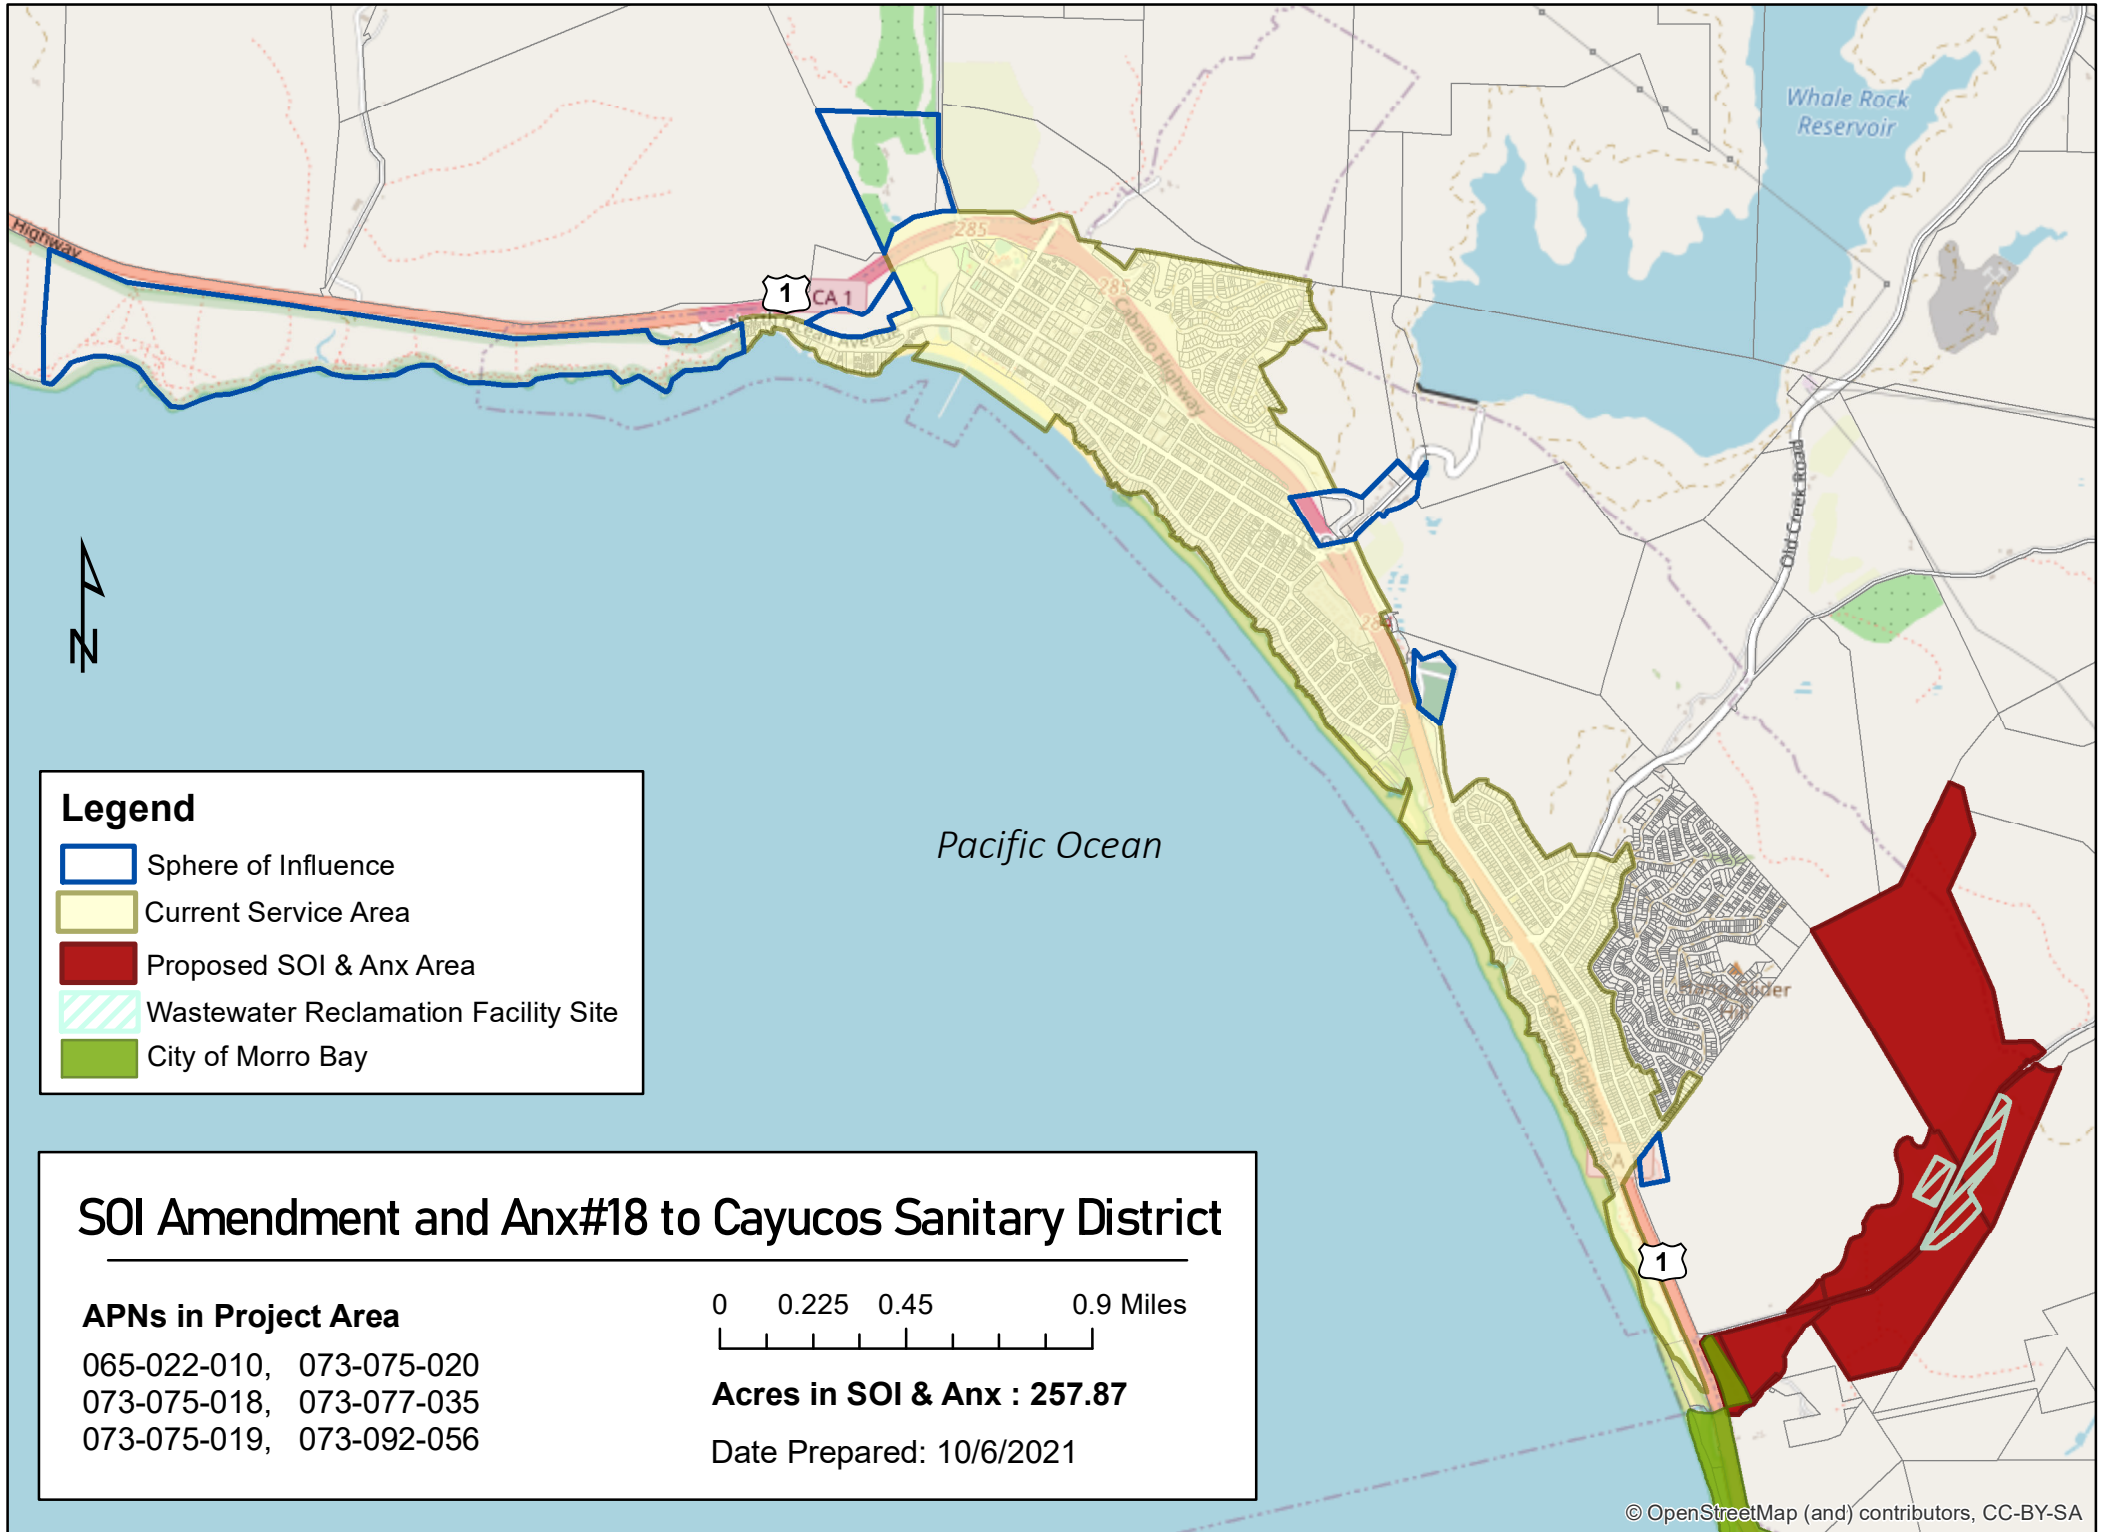 Whale Rock
Reservoir
Highway
285
1
CA 1
285
Cabrillo Highway
Old Creek Road
N
Pacific Ocean
Legend
Sphere of Influence
Current Service Area
Proposed SOI & Anx Area
Wastewater Reclamation Facility Site
City of Morro Bay
Cabrillo Highway
SOI Amendment and Anx#18 to Cayucos Sanitary District
APNs in Project Area
065-022-010, 073-075-020
073-075-018, 073-077-035
073-075-019, 073-092-056
0 0.225 0.45 0.9 Miles
Acres in SOI & Anx : 257.87
Date Prepared: 10/6/2021
1
© OpenStreetMap (and) contributors, CC-BY-SA